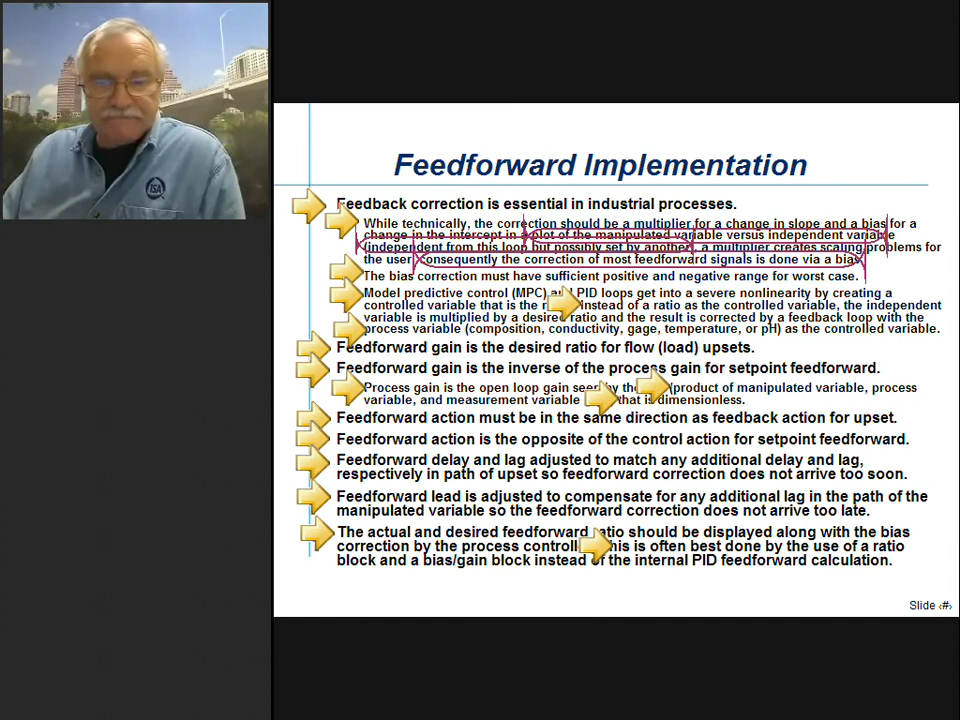 ISA
Feedforward Implementation
Feedback correction is essential in industrial processes.
While technically, the correction should be a multiplier for a change in slope and a bias for a
change in the intercept in a plot of the manipulated variable versus independent variable
(independent from this loop but possibly set by another, a multiplier creates scaling problems for
the user consequently the correction of most feedforward signals is done via a bias
The bias correction must have sufficient positive and negative range for worst case.
Model predictive control (MPC) and PID loops get into a severe nonlinearity by creating a
controlled variable that is the Instead of a ratio as the controlled variable, the independent
variable is multiplied by a desired ratio and the result is corrected by a feedback loop with the
process variable (composition, conductivity, gage, temperature, or pH) as the controlled variable.
Feedforward gain is the desired ratio for flow (load) upsets.
Feedforward gain is the inverse of the process gain for setpoint feedforward.
Process gain is the open loop gain seen by the (product of manipulated variable, process
variable, and measurement variable that is dimensionless.
Feedforward action must be in the same direction as feedback action for upset.
Feedforward action is the opposite of the control action for setpoint feedforward.
Feedforward delay and lag adjusted to match any additional delay and lag,
respectively in path of upset so feedforward correction does not arrive too soon.
Feedforward lead is adjusted to compensate for any additional lag in the path of the
manipulated variable so the feedforward correction does not arrive too late.
The actual and desired feedforward ratio should be displayed along with the bias
correction by the process This is often best done by the use of a ratio
block and a bias/gain block instead of the internal PID feedforward calculation.
Slide ‹#›